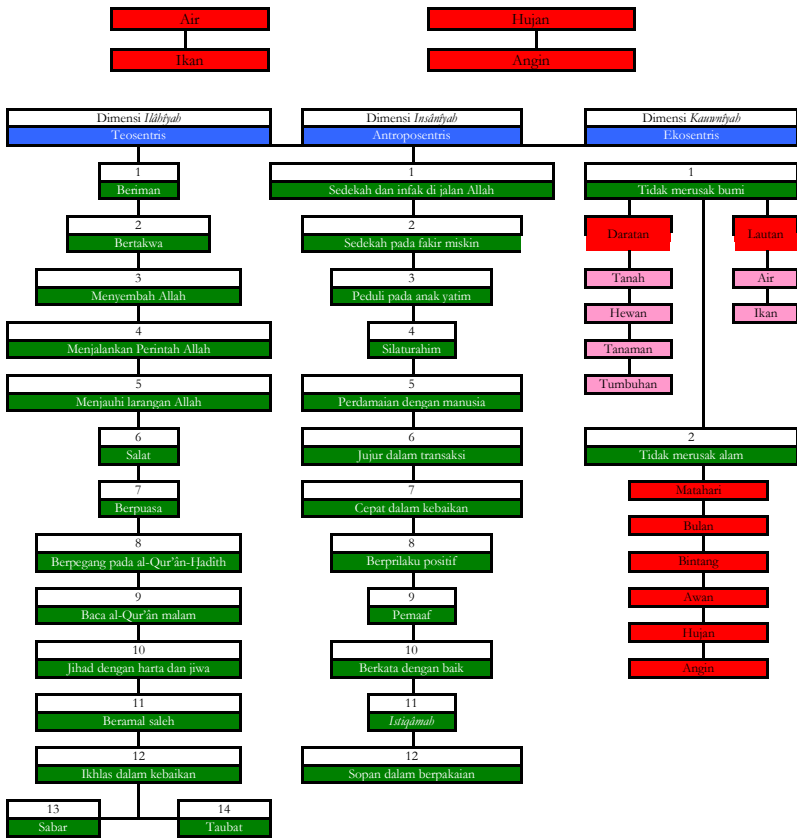 Air
Ikan
Hujan
Angin
Dimensi Ilâhîyah
Teosentris
1
Beriman
2
Bertakwa
3
Menyembah Allah
4
Menjalankan Perintah Allah
5
Menjauhi larangan Allah
6
Salat
7
Berpuasa
8
Berpegang pada al-Qur’ân-Ḥadîth
9
Baca al-Qur’ân malam
10
Jihad dengan harta dan jiwa
11
Beramal saleh
12
Ikhlas dalam kebaikan
13
Sabar
14
Taubat
Dimensi Insânîyah
Antroposentris
1
Sedekah dan infak di jalan Allah
2
Sedekah pada fakir miskin
3
Peduli pada anak yatim
4
Silaturahim
5
Perdamaian dengan manusia
6
Jujur dalam transaksi
7
Cepat dalam kebaikan
8
Berprilaku positif
9
Pemaaf
10
Berkata dengan baik
11
Istiqâmah
12
Sopan dalam berpakaian
Dimensi Kauwnîyah
Ekosentris
1
Tidak merusak bumi
Daratan
Tanah
Hewan
Tanaman
Tumbuhan
Lautan
Air
Ikan
2
Tidak merusak alam
Matahari
Bulan
Bintang
Awan
Hujan
Angin